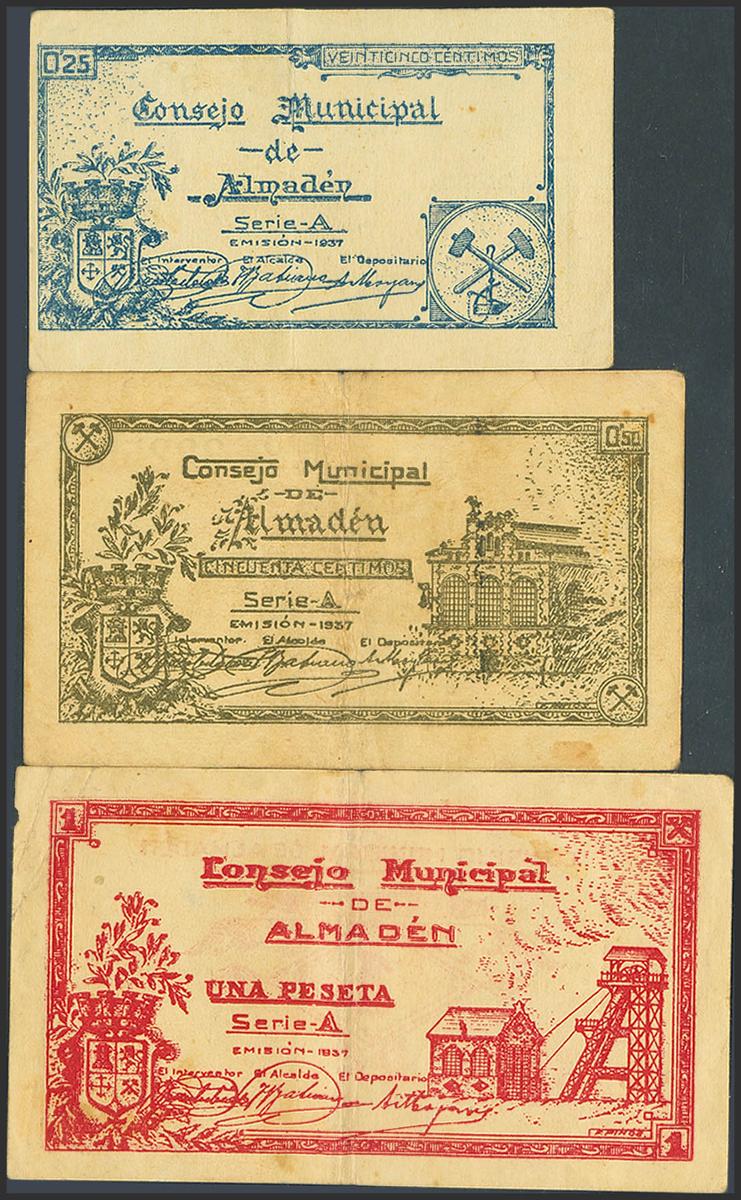 0'25
VEINTICINCO CENTIMOS
Consejo Municipal
-de-
Almadén
Serie-A
EMISIÓN-1937
El Interventor El Alcalde El Depositario
0'50
Consejo Municipal
-DE-
Almadén
CINCUENTA CENTIMOS
Serie-A
EMISIÓN-1937
Interventor. El Alcalde El Depositario
1
Consejo Municipal
--DE--
ALMADÉN
UNA PESETA
Serie-A
EMISIÓN-1937
El Interventor El Alcalde El Depositario
E.PINOS.
1